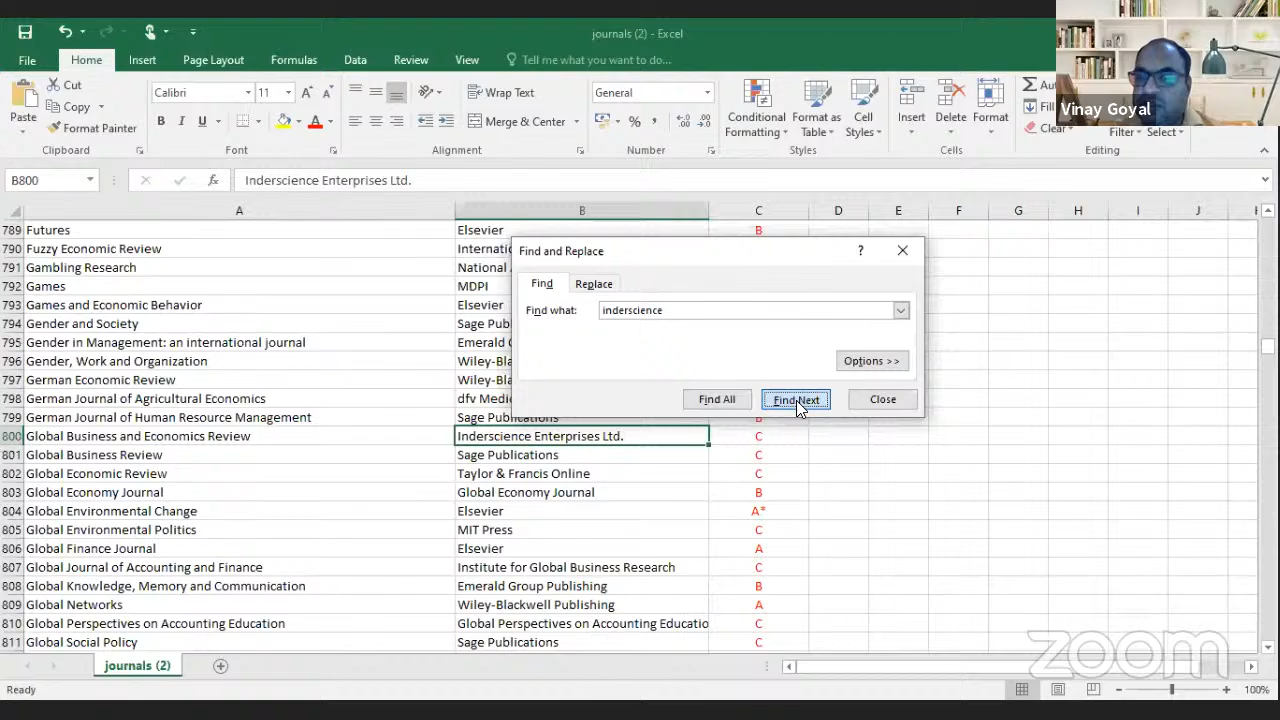 journals (2) - Excel
Vinay Goyal
File Home Insert Page Layout Formulas Data Review View Tell me what you want to do...
Paste Cut Copy Format Painter
Calibri 11
B I U
Wrap Text
Merge & Center
General
Conditional Formatting Format as Table Cell Styles
Insert Delete Format
Filter Select
Clipboard Font Alignment Number Styles Cells Editing
B800 fx Inderscience Enterprises Ltd.
A B C D E F G H I J
789 Futures Elsevier B
790 Fuzzy Economic Review
791 Gambling Research National
792 Games MDPI
793 Games and Economic Behavior Elsevier
794 Gender and Society Sage
795 Gender in Management: an international journal Emerald
796 Gender, Work and Organization Wiley-Bla
797 German Economic Review Wiley-Bla
798 German Journal of Agricultural Economics dfv Medi
799 German Journal of Human Resource Management Sage Publications B
800 Global Business and Economics Review Inderscience Enterprises Ltd. C
801 Global Business Review Sage Publications C
802 Global Economic Review Taylor & Francis Online C
803 Global Economy Journal Global Economy Journal B
804 Global Environmental Change Elsevier A*
805 Global Environmental Politics MIT Press C
806 Global Finance Journal Elsevier A
807 Global Journal of Accounting and Finance Institute for Global Business Research C
808 Global Knowledge, Memory and Communication Emerald Group Publishing B
809 Global Networks Wiley-Blackwell Publishing A
810 Global Perspectives on Accounting Education Global Perspectives on Accounting Educatio C
811 Global Social Policy Sage Publications C
Find and Replace
Find Replace
Find what: inderscience
Options >>
Find All Find Next Close
journals (2)
zoom
Ready
100%